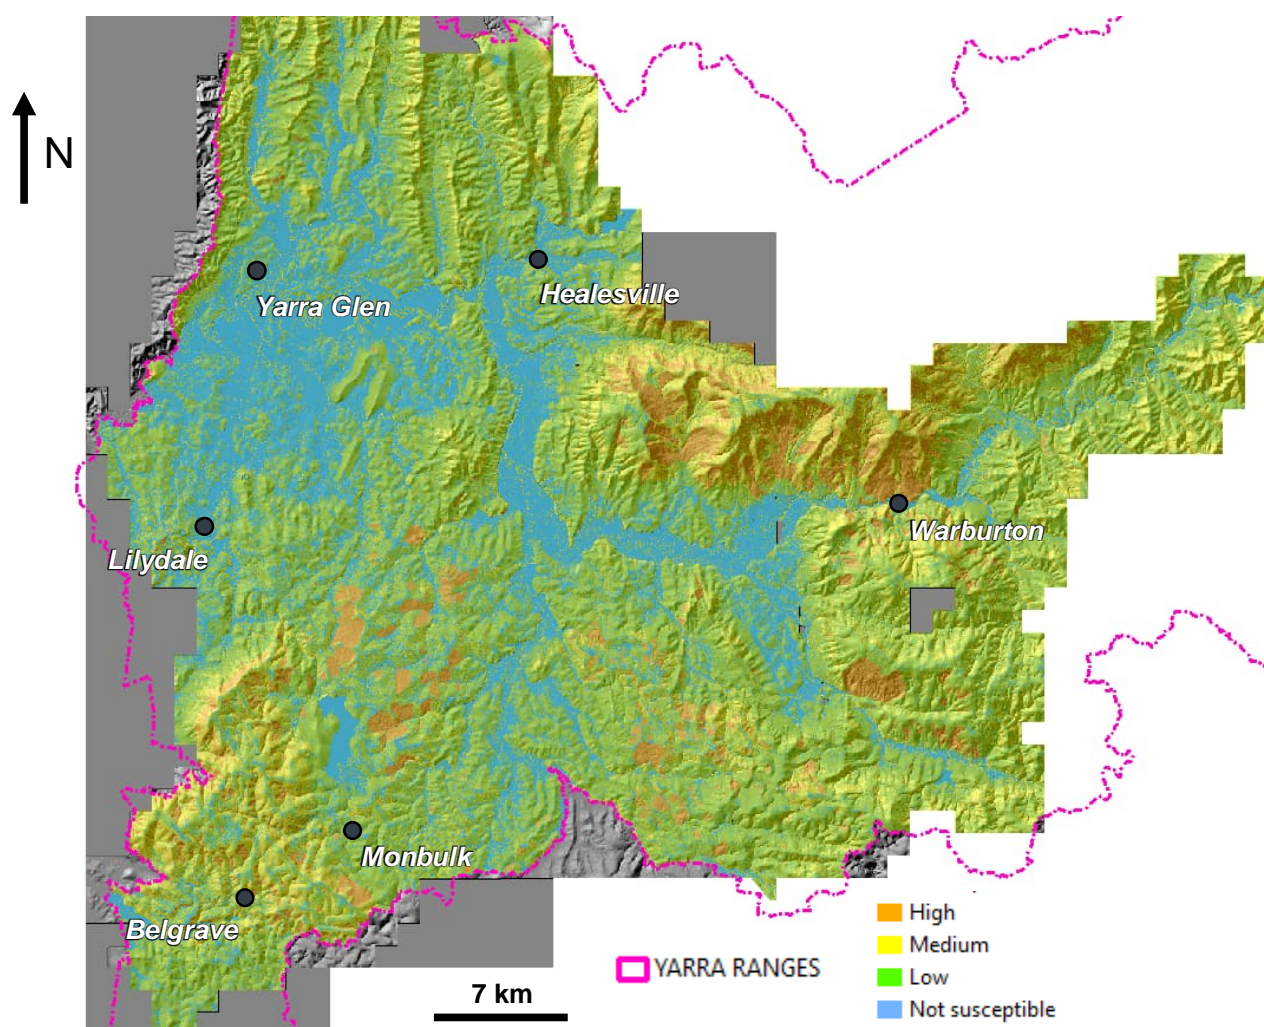 N
Yarra Glen
Healesville
Lilydale
Warburton
Monbulk
Belgrave
7 km
YARRA RANGES
High
Medium
Low
Not susceptible